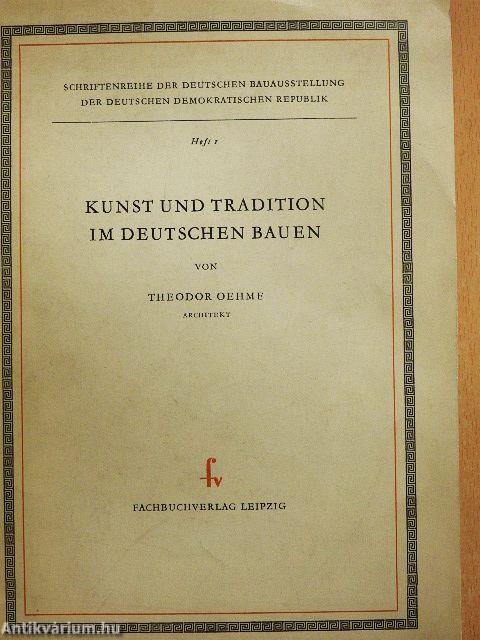 SCHRIFTENREIHE DER DEUTSCHEN BAUAUSSTELLUNG
DER DEUTSCHEN DEMOKRATISCHEN REPUBLIK
Heft 1
KUNST UND TRADITION
IM DEUTSCHEN BAUEN
VON
THEODOR OEHME
ARCHITEKT
fv
FACHBUCHVERLAG LEIPZIG
Antikvárium.hu